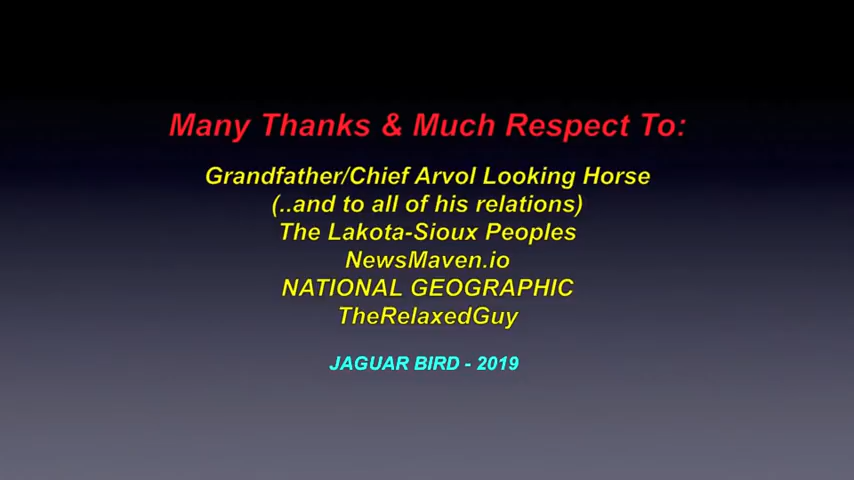 Many Thanks & Much Respect To:
Grandfather/Chief Arvol Looking Horse
(..and to all of his relations)
The Lakota-Sioux Peoples
NewsMaven.io
NATIONAL GEOGRAPHIC
TheRelaxedGuy
JAGUAR BIRD - 2019